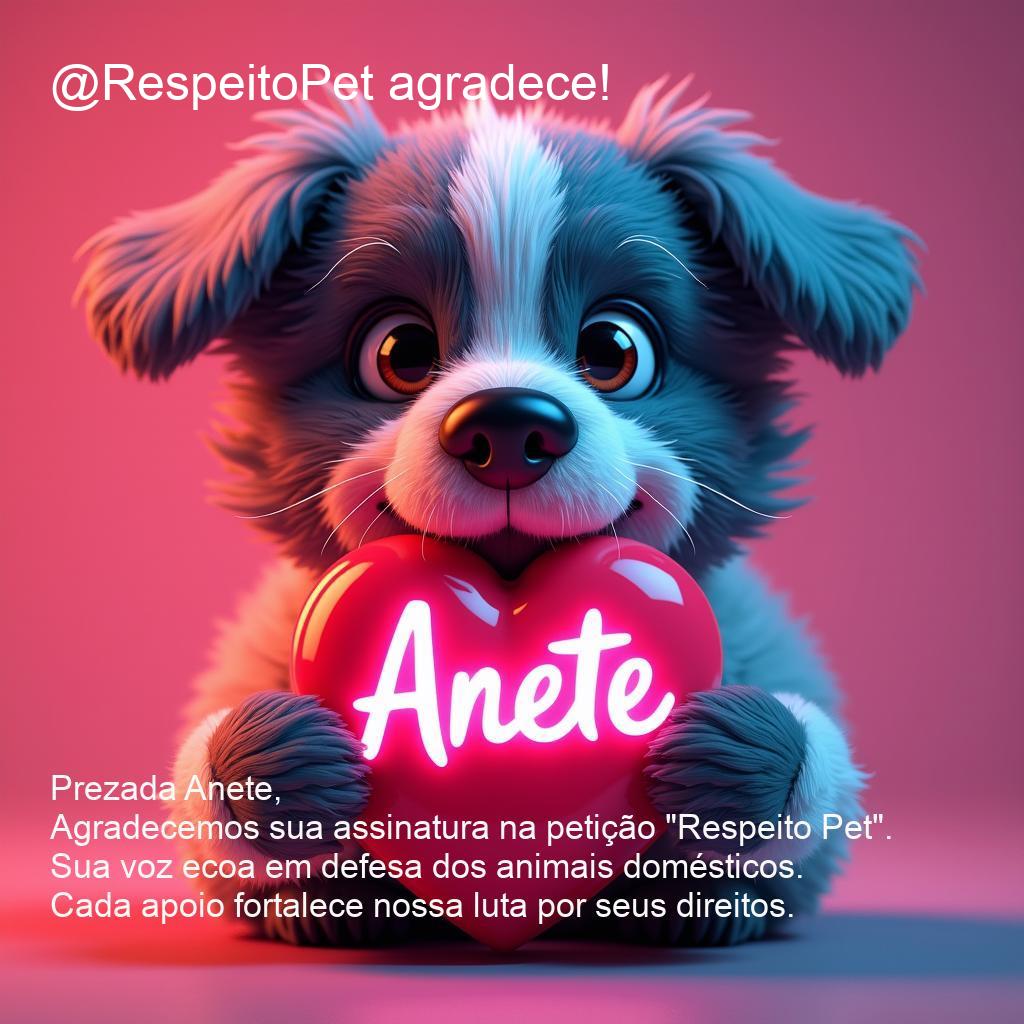 @RespeitoPet agradece!
Anete
Prezada Anete,
Agradecemos sua assinatura na petição "Respeito Pet".
Sua voz ecoa em defesa dos animais domésticos.
Cada apoio fortalece nossa luta por seus direitos.